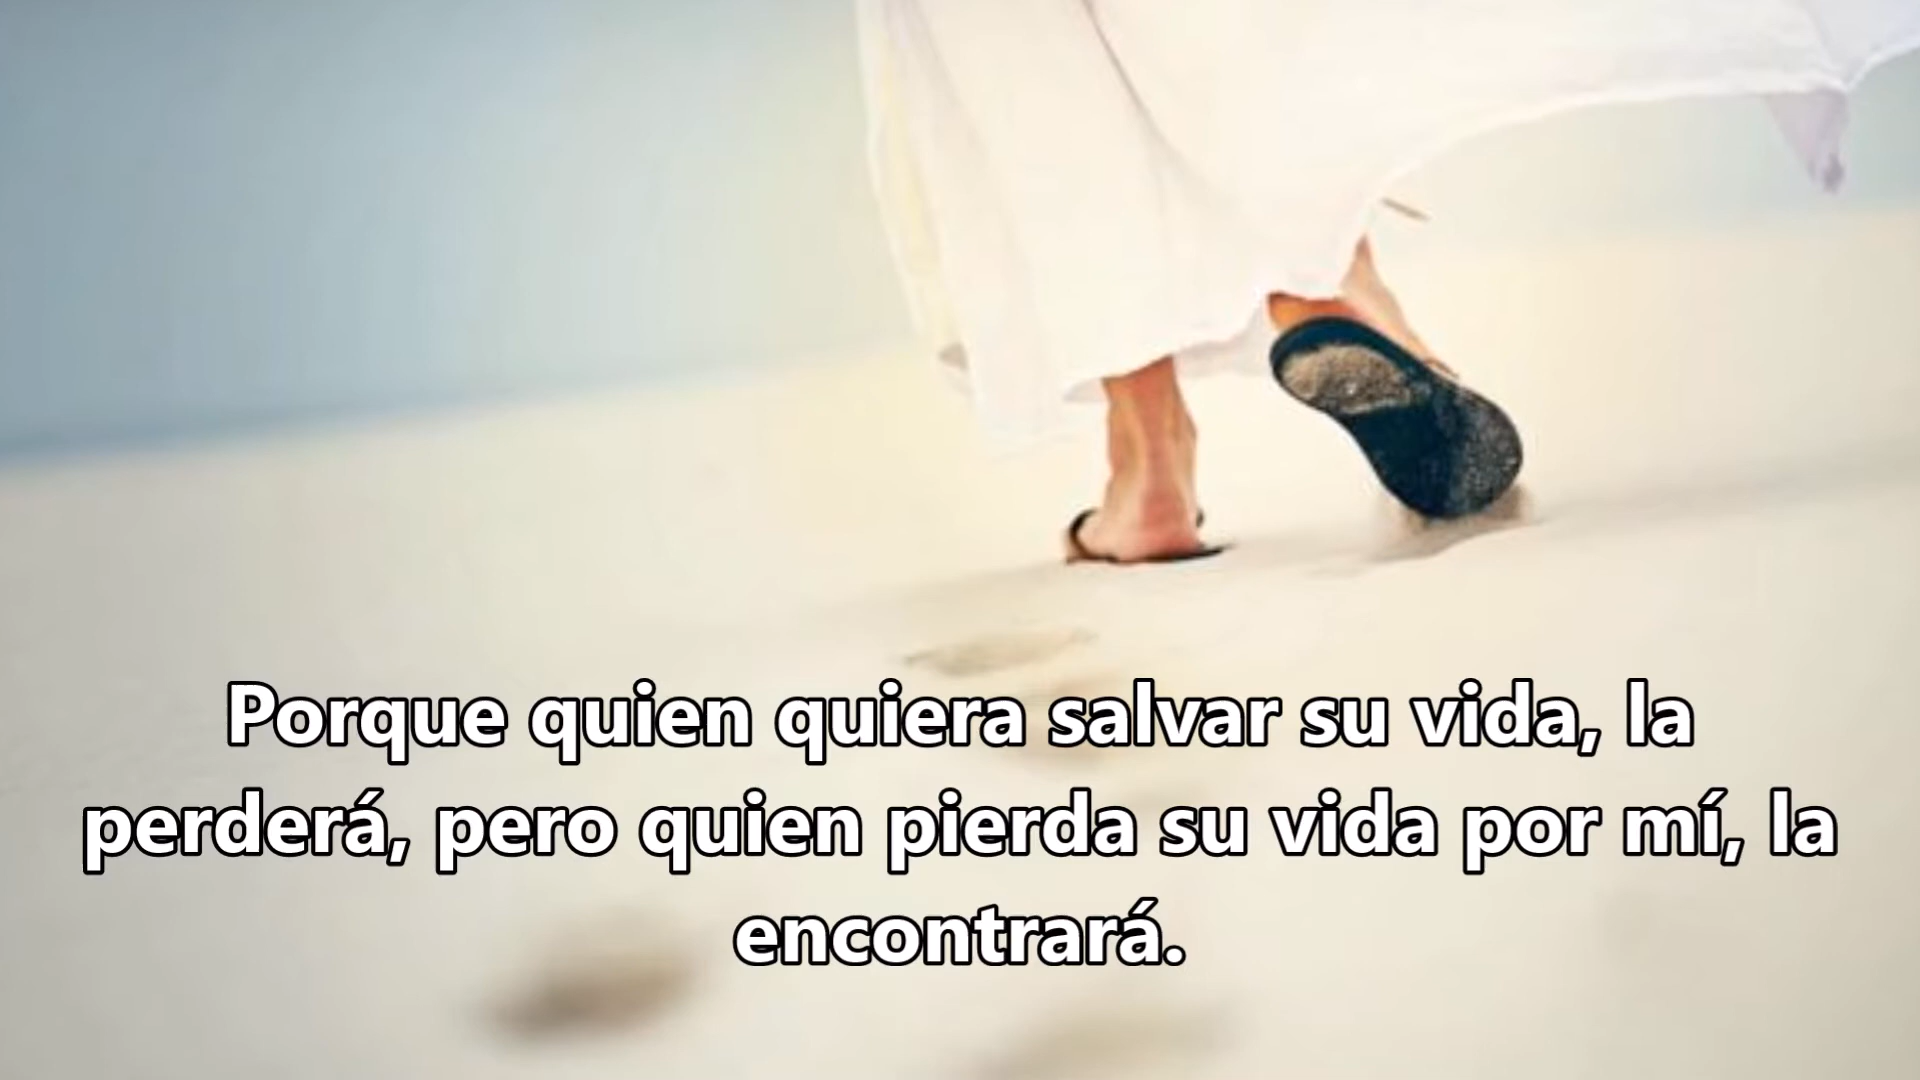 Porque quien quiera salvar su vida, la
perderá, pero quien pierda su vida por mí, la
encontrará.